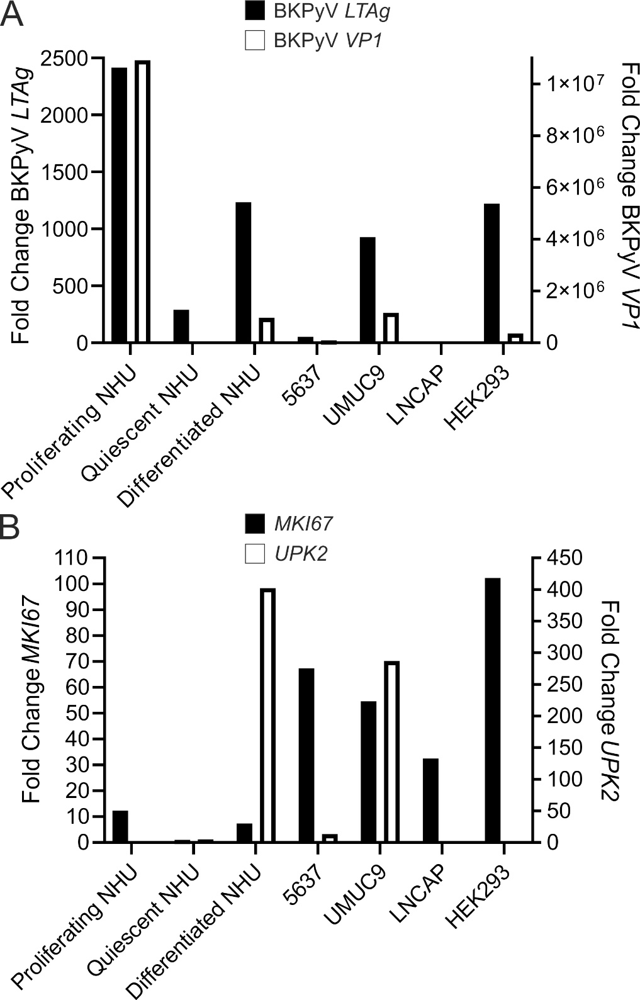 A
BKPyV LTAg
BKPyV VP1
Fold Change BKPyV LTAg
2500
2000
1500
1000
500
0
1×10⁷
8×10⁶
6×10⁶
4×10⁶
2×10⁶
0
Fold Change BKPyV VP1
Proliferating NHU
Quiescent NHU
Differentiated NHU
5637
UMUC9
LNCAP
HEK293
B
MKI67
UPK2
Fold Change MKI67
110
100
90
80
70
60
50
40
30
20
10
0
450
400
350
300
250
200
150
100
50
0
Fold Change UPK2
Proliferating NHU
Quiescent NHU
Differentiated NHU
5637
UMUC9
LNCAP
HEK293